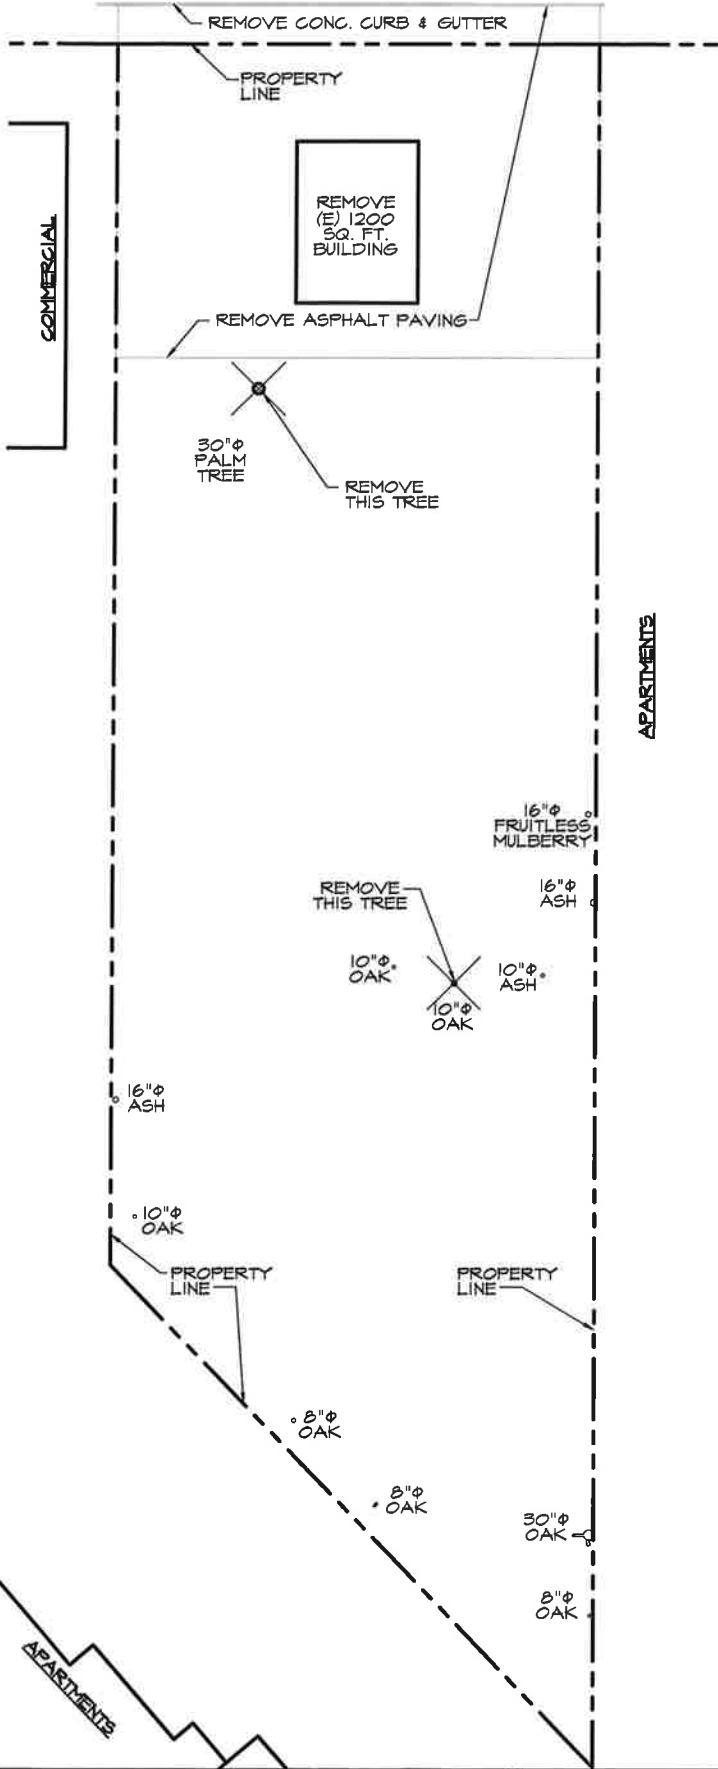 REMOVE CONC. CURB & GUTTER
PROPERTY
LINE
COMMERCIAL
REMOVE
(E) 1200
SQ. FT.
BUILDING
REMOVE ASPHALT PAVING
30"Φ
PALM
TREE
REMOVE
THIS TREE
APARTMENTS
16"Φ
FRUITLESS
MULBERRY
16"Φ
ASH
REMOVE
THIS TREE
10"Φ
OAK
10"Φ
ASH
10"Φ
OAK
16"Φ
ASH
10"Φ
OAK
PROPERTY
LINE
PROPERTY
LINE
8"Φ
OAK
8"Φ
OAK
30"Φ
OAK
8"Φ
OAK
APARTMENTS